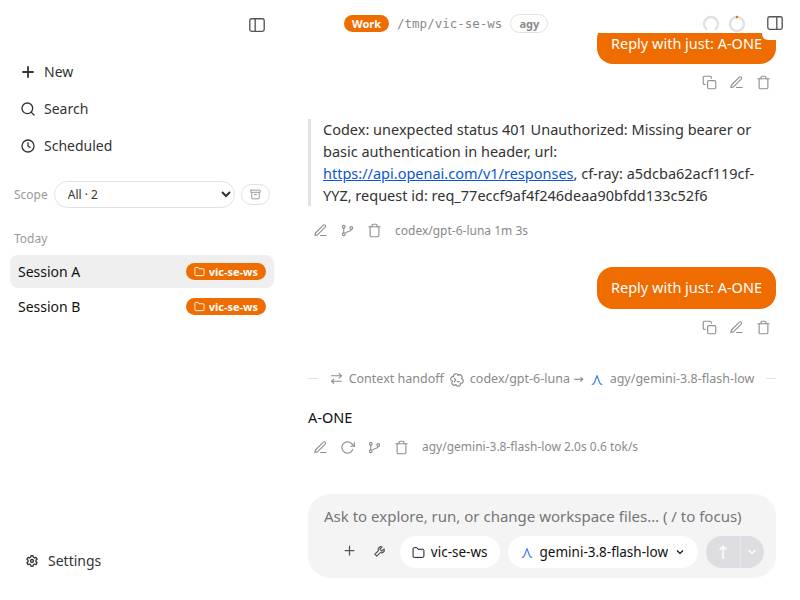 Work /tmp/vic-se-ws agy
New
Search
Scheduled
Scope All · 2
Today
Session A vic-se-ws
Session B vic-se-ws
Settings
Reply with just: A-ONE
Codex: unexpected status 401 Unauthorized: Missing bearer or
basic authentication in header, url:
https://api.openai.com/v1/responses, cf-ray: a5dcba62acf119cf-
YYZ, request id: req_77eccf9af4f246deaa90bfdd133c52f6
codex/gpt-6-luna 1m 3s
Reply with just: A-ONE
Context handoff codex/gpt-6-luna → agy/gemini-3.8-flash-low
A-ONE
agy/gemini-3.8-flash-low 2.0s 0.6 tok/s
Ask to explore, run, or change workspace files... ( / to focus)
vic-se-ws gemini-3.8-flash-low